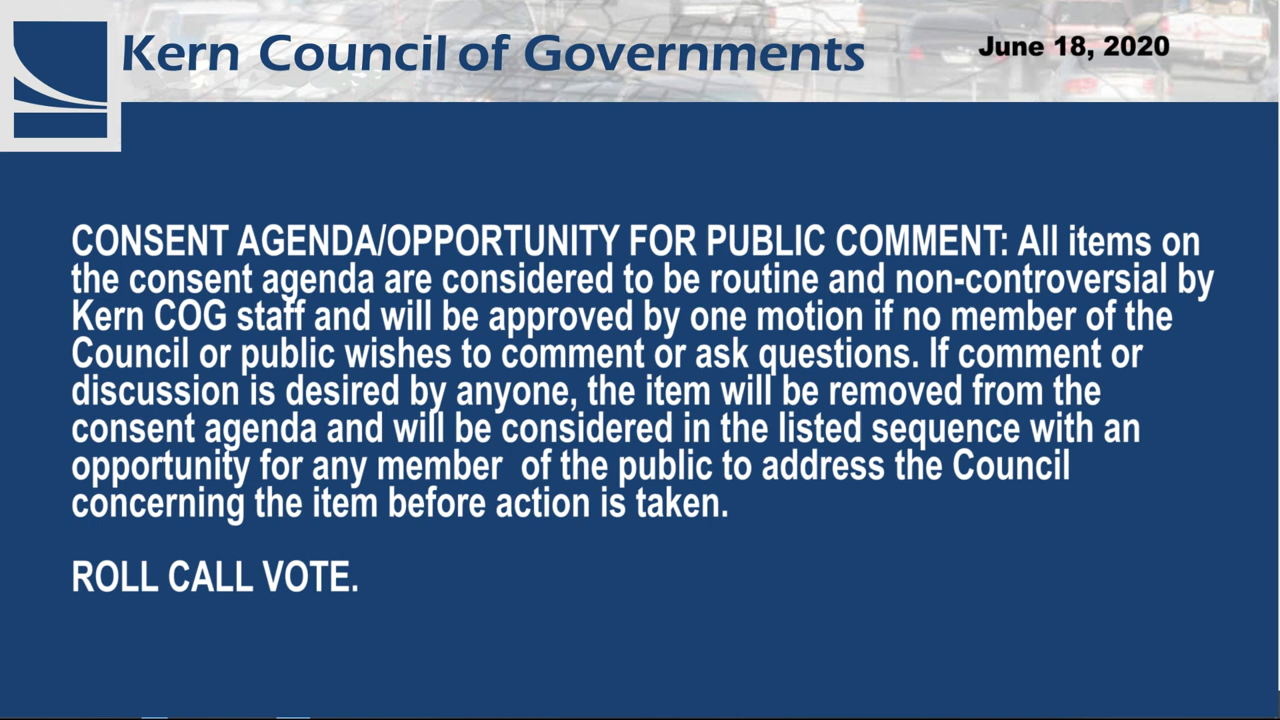 Kern Council of Governments
June 18, 2020
CONSENT AGENDA/OPPORTUNITY FOR PUBLIC COMMENT: All items on
the consent agenda are considered to be routine and non-controversial by
Kern COG staff and will be approved by one motion if no member of the
Council or public wishes to comment or ask questions. If comment or
discussion is desired by anyone, the item will be removed from the
consent agenda and will be considered in the listed sequence with an
opportunity for any member  of the public to address the Council
concerning the item before action is taken.
ROLL CALL VOTE.